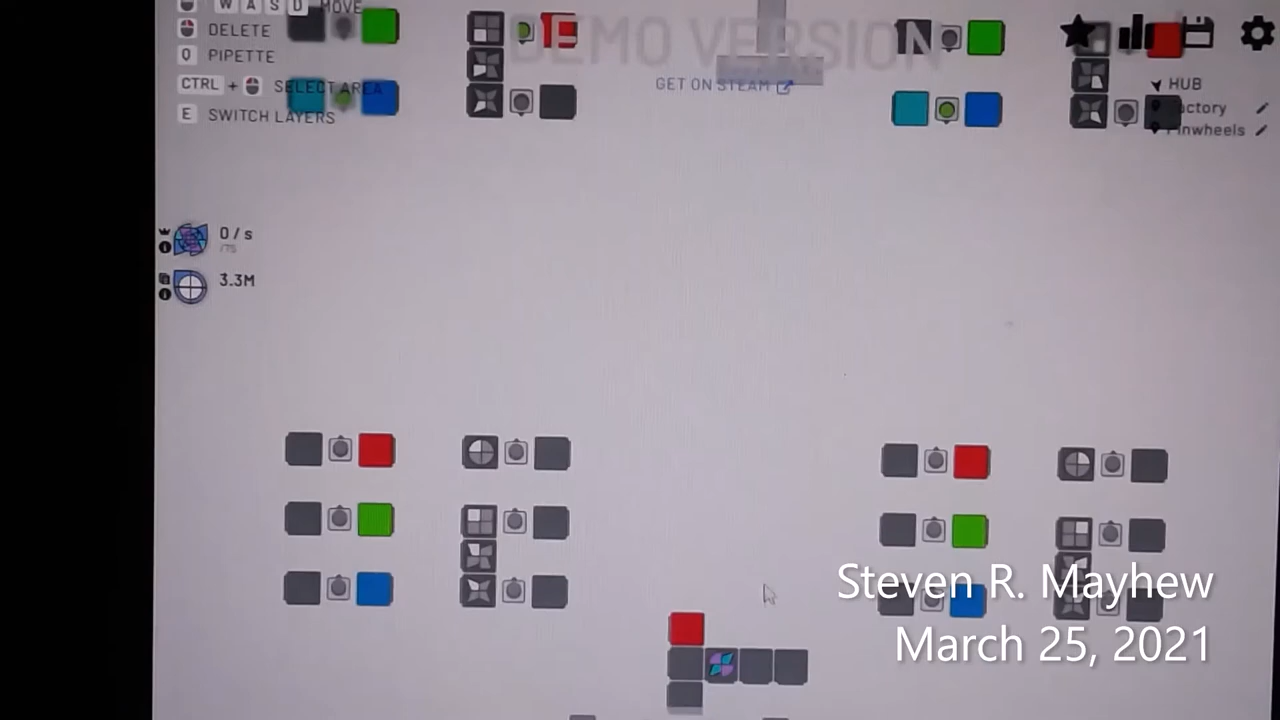 W A S D MOVE
DELETE
Q PIPETTE
CTRL + SELECT AREA
E SWITCH LAYERS
DEMO VERSION
GET ON STEAM
HUB
0 / s
/75
3.3M
Steven R. Mayhew
March 25, 2021